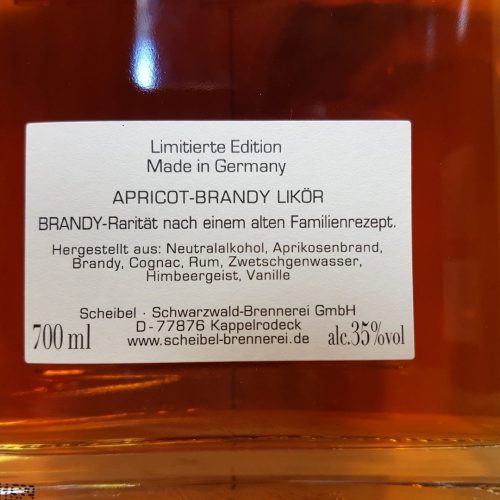 Limitierte Edition
Made in Germany
APRICOT-BRANDY LIKÖR
BRANDY-Rarität nach einem alten Familienrezept.
Hergestellt aus: Neutralalkohol, Aprikosenbrand,
Brandy, Cognac, Rum, Zwetschgenwasser,
Himbeergeist, Vanille
Scheibel · Schwarzwald-Brennerei GmbH
D-77876 Kappelrodeck
700 ml www.scheibel-brennerei.de alc.35%vol